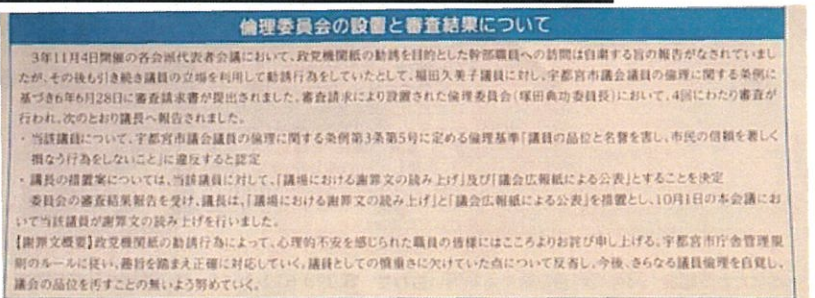 倫理委員会の設置と審査結果について
3年11月4日開催の各会派代表者会議において、政党機関紙の勧誘を目的とした幹部職員への訪問は自粛する旨の報告がなされていまし
たが、その後も引き続き議員の立場を利用して勧誘行為をしていたとして、福田久美子議員に対し、宇都宮市議会議員の倫理に関する条例に
基づき6年6月28日に審査請求書が提出されました。審査請求により設置された倫理委員会(塚田典功委員長)において、4回にわたり審査が
行われ、次のとおり議長へ報告されました。
・当該議員について、宇都宮市議会議員の倫理に関する条例第3条第5号に定める倫理基準「議員の品位と名誉を害し、市民の信頼を著しく
損なう行為をしないこと」に違反すると認定
・議長の措置案については、当該議員に対して、「議場における謝罪文の読み上げ」及び「議会広報紙による公表」とすることを決定
委員会の審査結果報告を受け、議長は、「議場における謝罪文の読み上げ」と「議会広報紙による公表」を措置とし、10月1日の本会議にお
いて当該議員が謝罪文の読み上げを行いました。
【謝罪文概要】政党機関紙の勧誘行為によって、心理的不安を感じられた職員の皆様にはこころよりお詫び申し上げる。宇都宮市庁舎管理規
則のルールに従い、趣旨を踏まえ正確に対応していく。議員としての慎重さに欠けていた点について反省し、今後、さらなる議員倫理を自覚し、
議会の品位を汚すことの無いよう努めていく。